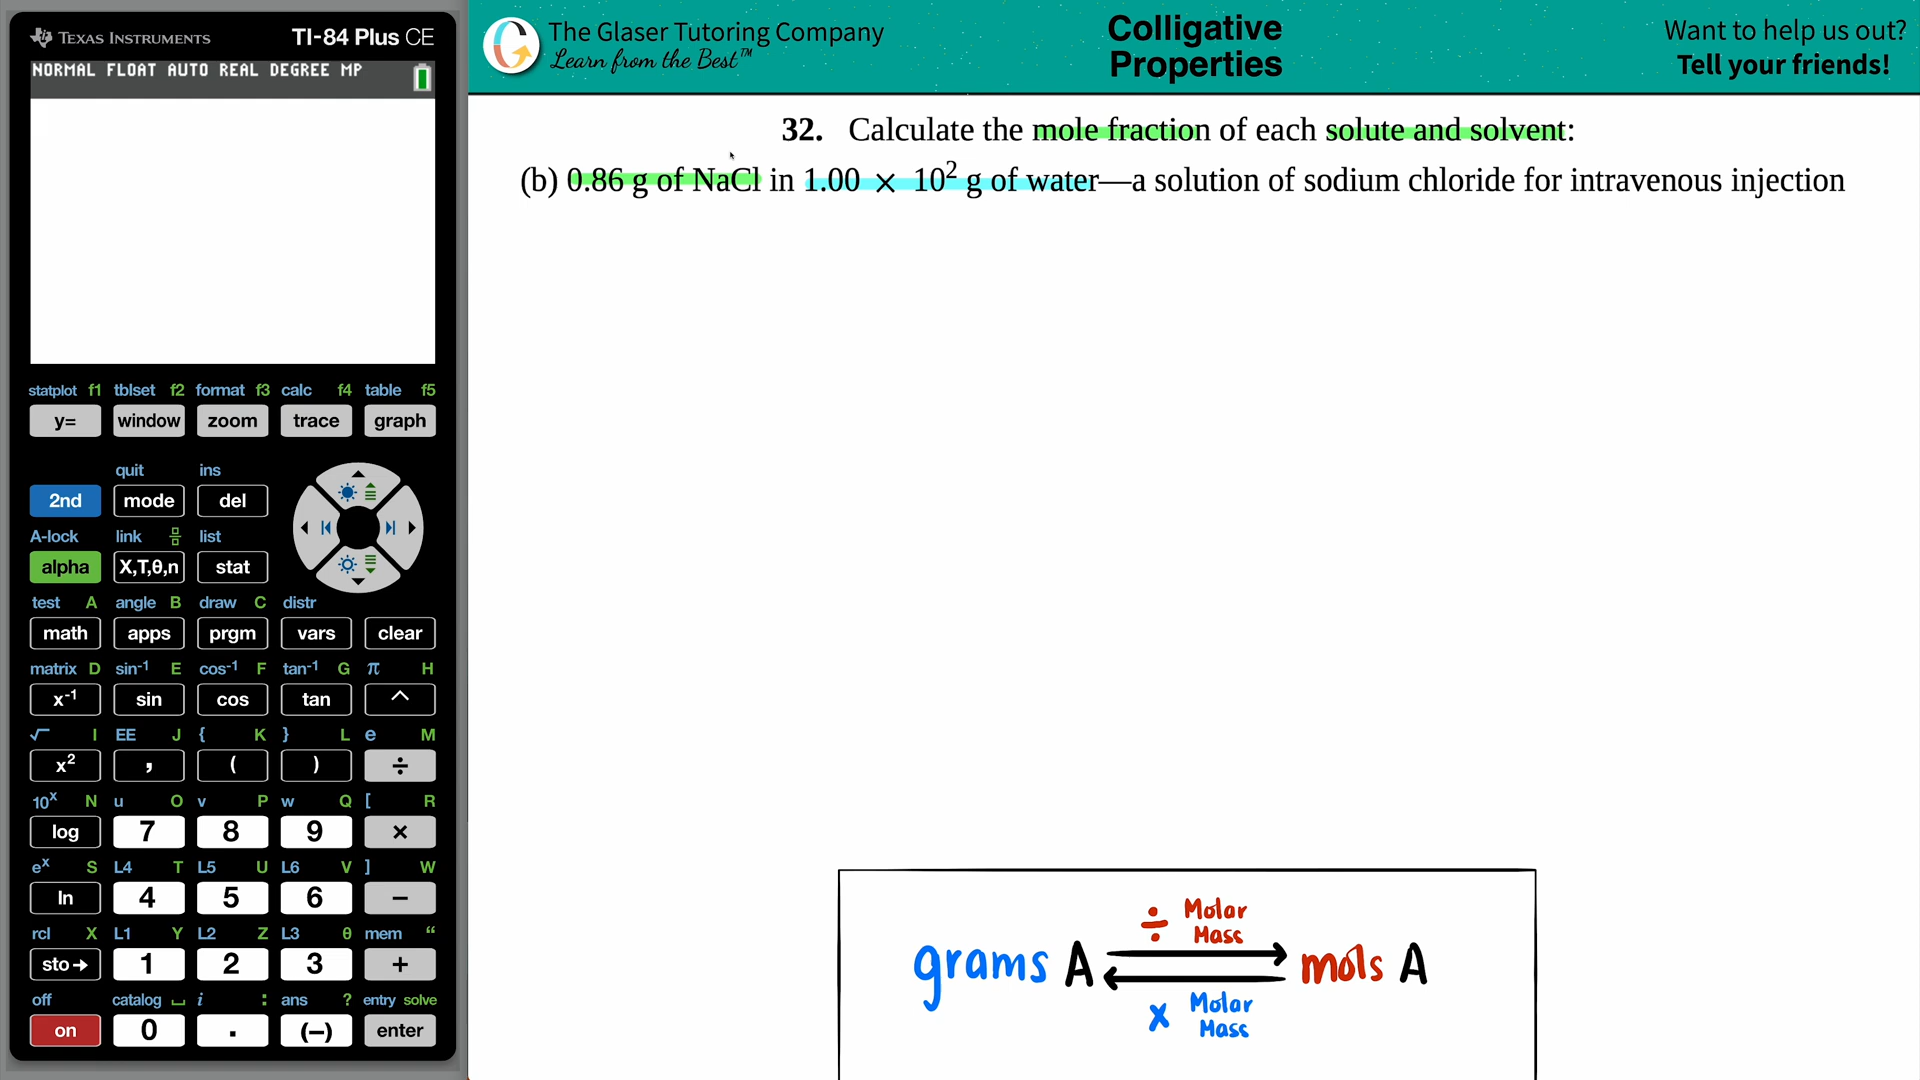 TEXAS INSTRUMENTS TI-84 Plus CE
NORMAL FLOAT AUTO REAL DEGREE MP
statplot f1 tblset f2 format f3 calc f4 table f5
y= window zoom trace graph
quit ins
2nd mode del
A-lock link list
alpha X,T,θ,n stat
test A angle B draw C distr
math apps prgm vars clear
matrix D sin⁻¹ E cos⁻¹ F tan⁻¹ G π H
x⁻¹ sin cos tan ^
√ I EE J { K } L e M
x² , ( ) ÷
10ˣ N u O v P w Q [ R
log 7 8 9 ×
eˣ S L4 T L5 U L6 V ] W
ln 4 5 6 −
rcl X L1 Y L2 Z L3 θ mem “
sto→ 1 2 3 +
off catalog ⎵ i : ans ? entry solve
on 0 . (−) enter
The Glaser Tutoring Company
Learn from the Best™
Colligative
Properties
Want to help us out?
Tell your friends!
32. Calculate the mole fraction of each solute and solvent:
(b) 0.86 g of NaCl in 1.00 × 10² g of water—a solution of sodium chloride for intravenous injection
÷ Molar
Mass
grams A mols A
x Molar
Mass